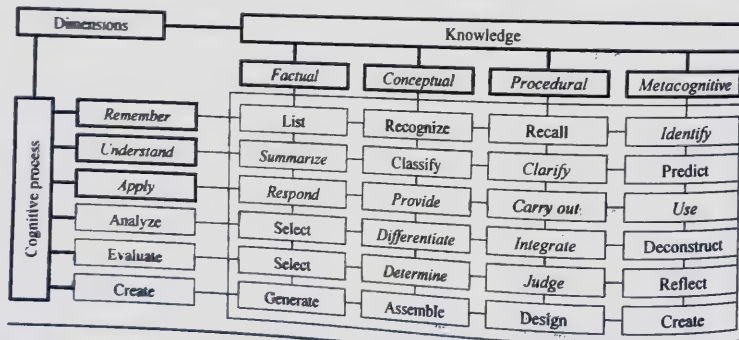 Dimensions
Knowledge
Factual Conceptual Procedural Metacognitive
Cognitive process
Remember List Recognize Recall Identify
Understand Summarize Classify Clarify Predict
Apply Respond Provide Carry out Use
Analyze Select Differentiate Integrate Deconstruct
Evaluate Select Determine Judge Reflect
Create Generate Assemble Design Create